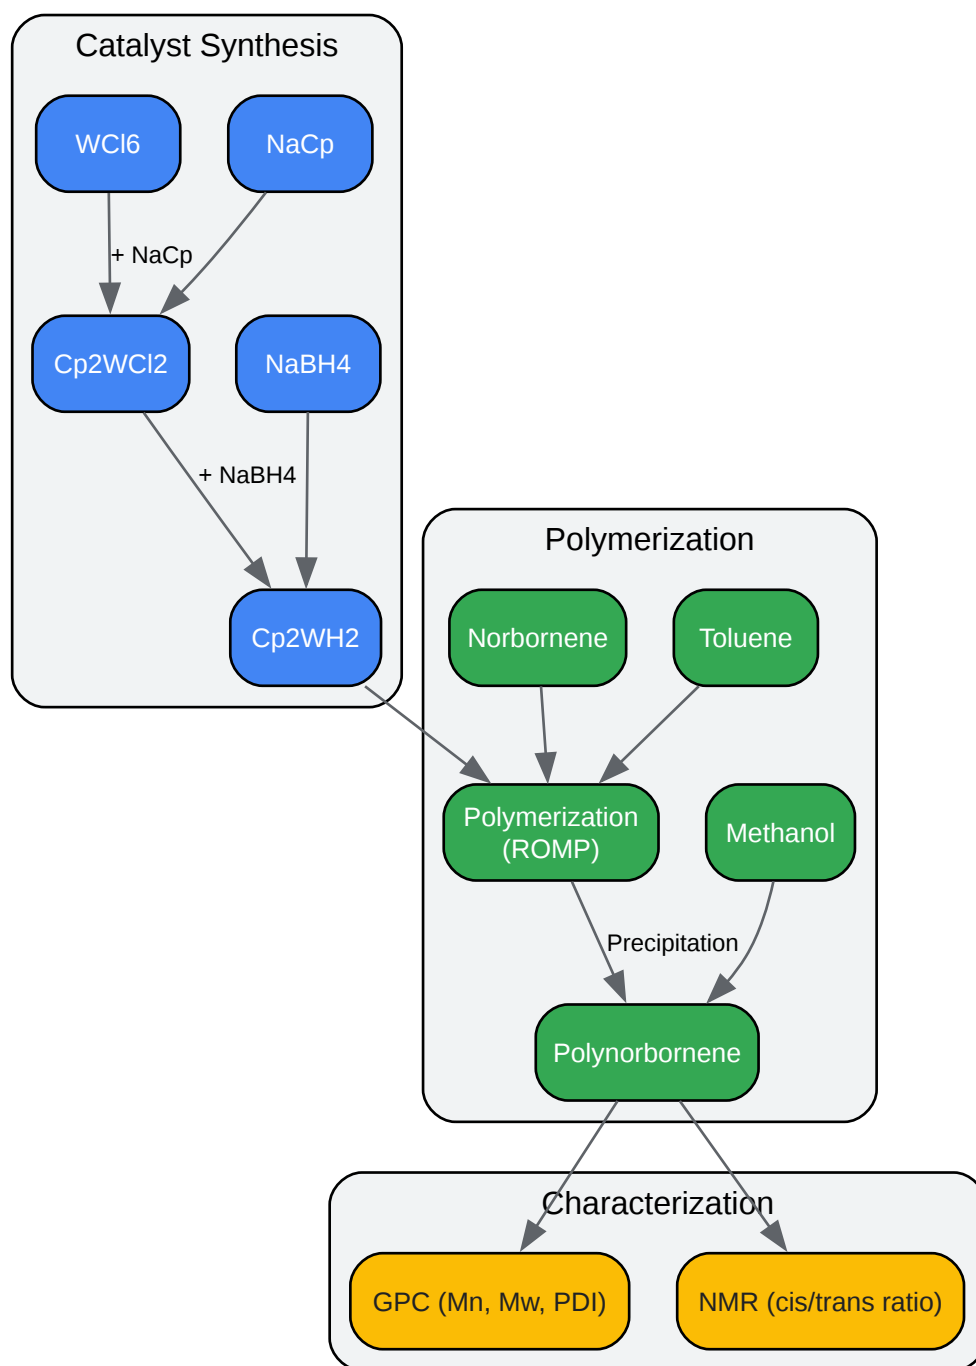 Catalyst Synthesis
WCl6
NaCp
+ NaCp
Cp2WCl2
NaBH4
+ NaBH4
Cp2WH2
Polymerization
Norbornene
Toluene
Polymerization
(ROMP)
Methanol
Precipitation
Polynorbornene
Characterization
GPC (Mn, Mw, PDI)
NMR (cis/trans ratio)